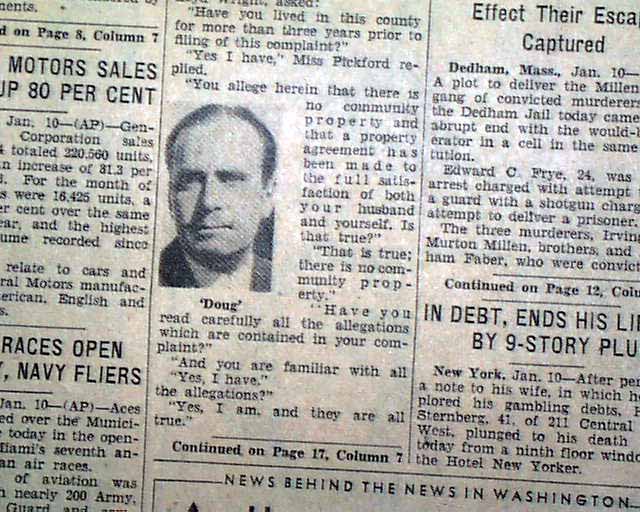 ments.
d on Page 8, Column 7
MOTORS SALES
UP 80 PER CENT
Jan. 10—(AP)—Gen-
Corporation sales
totaled 220,560 units,
n increase of 81.3 per
For the month of
s were 16,425 units, a
er cent over the same
ear, and the highest
ume recorded since
relate to cars and
ral Motors manufac-
erican, English and
s.
RACES OPEN
, NAVY FLIERS
Jan. 10—(AP)—Aces
ed over the Munici-
today in the open-
iami's seventh an-
an air races.
of aviation was
nearly 200 Army,
Guard and
Wright, asked:
"Have you lived in this county
for more than three years prior to
filing of this complaint?"
"Yes I have," Miss Pickford re-
plied.
"You allege herein that there is
no community
property and
that a property
agreement has
been made to
the full satis-
faction of both
your husband
and yourself. Is
that true?"
"That is true;
there is no com-
munity prop-
erty."
'Doug'
"Have you
read carefully all the allegations
which are contained in your com-
plaint?"
"And you are familiar with all
"Yes, I have."
the allegations?"
"Yes, I am, and they are all
true."
Continued on Page 17, Column 7
Effect Their Esca
Captured
Dedham, Mass., Jan. 10—
A plot to deliver the Millen
gang of convicted murderers
the Dedham Jail today came
abrupt end with the would-
erator in a cell in the same
tution.
Edward C. Frye, 24, was
arrest charged with attempt
a guard with a shotgun charg
attempt to deliver a prisoner.
The three murderers, Irvin
Murton Millen, brothers, and
ham Faber, who were convic
Continued on Page 12, Colu
IN DEBT, ENDS HIS LI
BY 9-STORY PLU
New York, Jan. 10—After pe
a note to his wife, in which h
plored his gambling debts,
Sternberg, 41, of 211 Central
West, plunged to his death
today from a ninth floor windo
the Hotel New Yorker.
NEWS BEHIND THE NEWS IN WASHINGTON